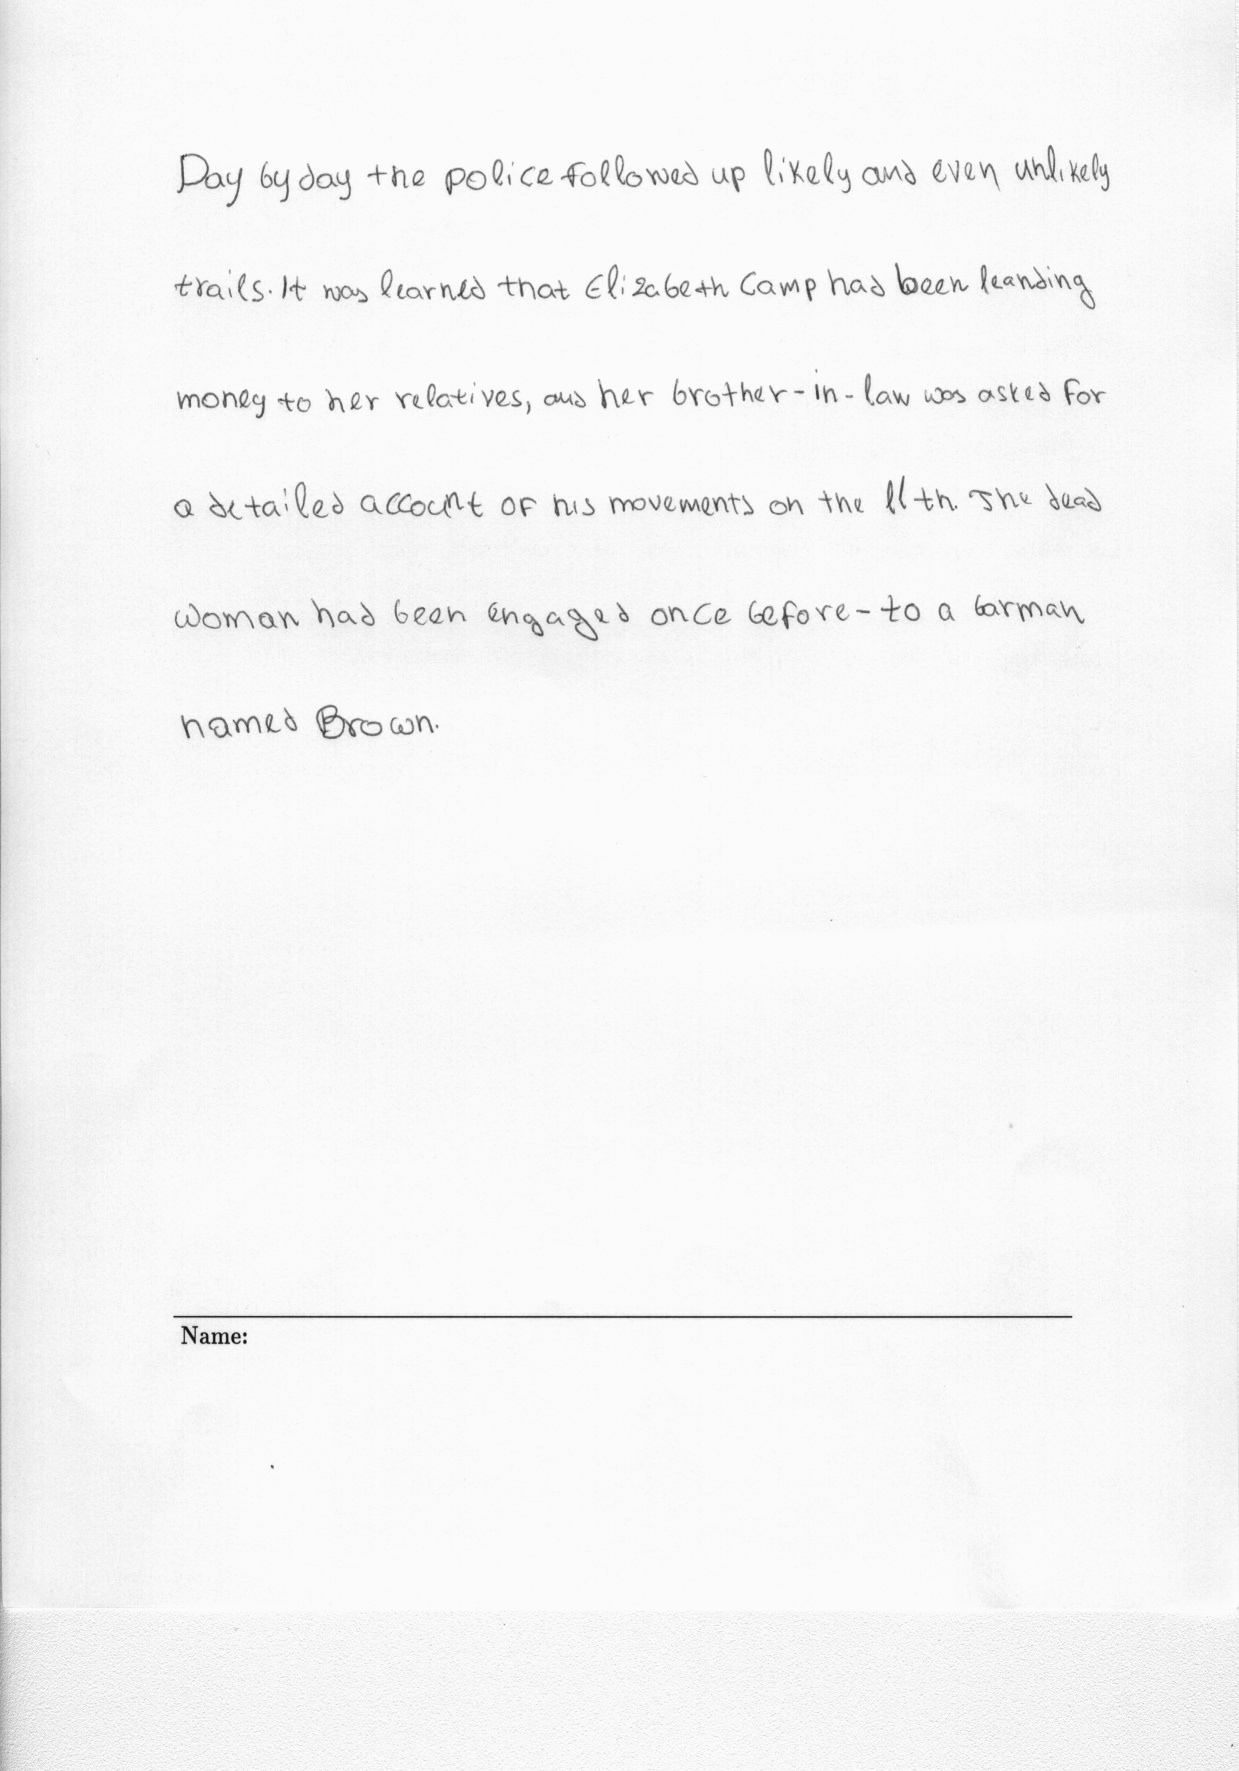 Day by day the police followed up likely and even unlikely
trails. It was learned that Elizabeth Camp had been leanding
money to her relatives, and her brother-in-law was asked for
a detailed account of his movements on the 11th. The dead
woman had been engaged once before - to a barman
named Brown.
Name: